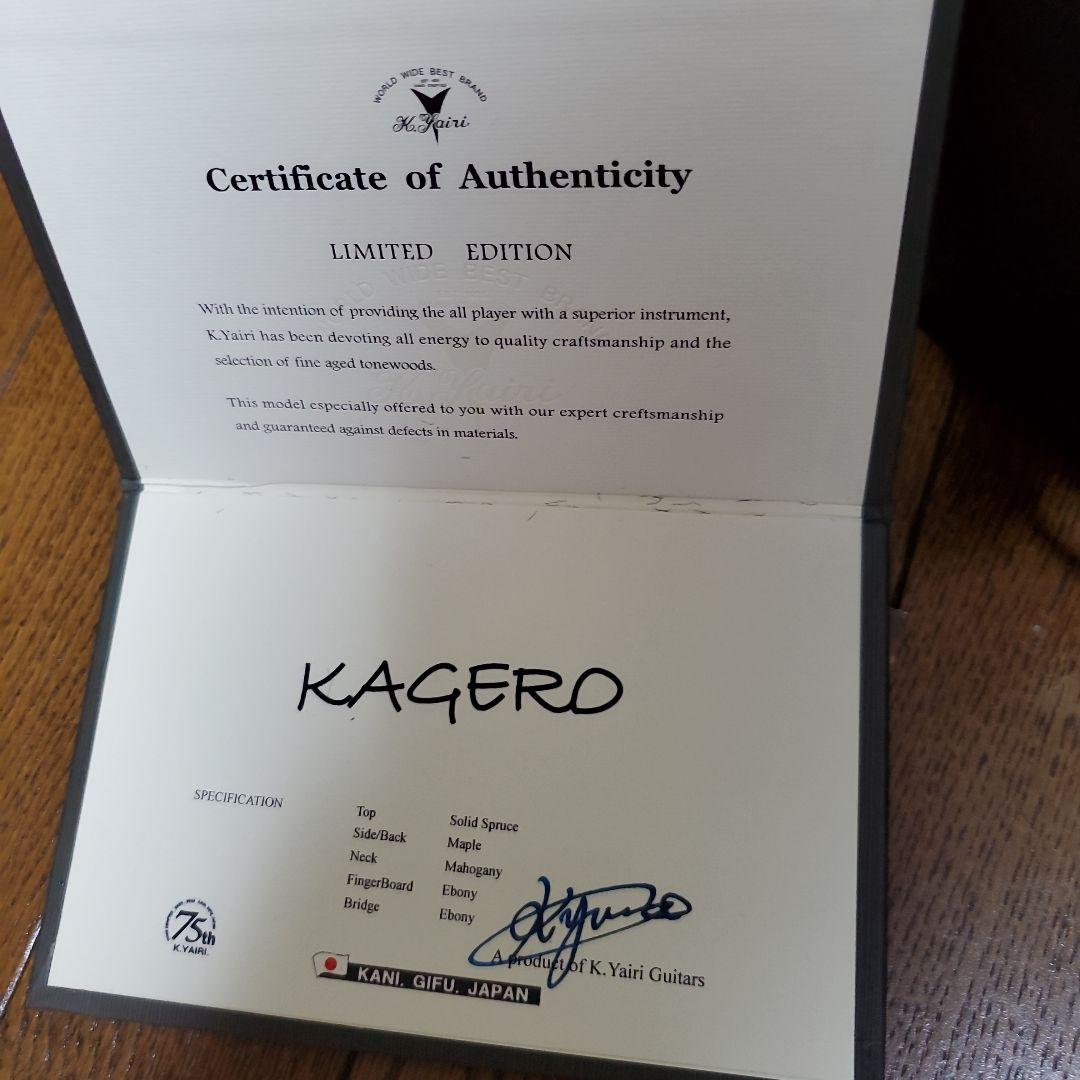 WORLD WIDE BEST BRAND
K.Yairi
Certificate of Authenticity
LIMITED EDITION
WIDE BEST
With the intention of providing the all player with a superior instrument,
K.Yairi has been devoting all energy to quality craftsmanship and the
selection of fine aged tonewoods.
This model especially offered to you with our expert creftsmanship
and guaranteed against defects in materials.
KAGERO
SPECIFICATION
Top Solid Spruce
Side/Back Maple
Neck Mahogany
FingerBoard Ebony
Bridge Ebony
75th
K.YAIRI.
A product of K.Yairi Guitars
KANI. GIFU. JAPAN